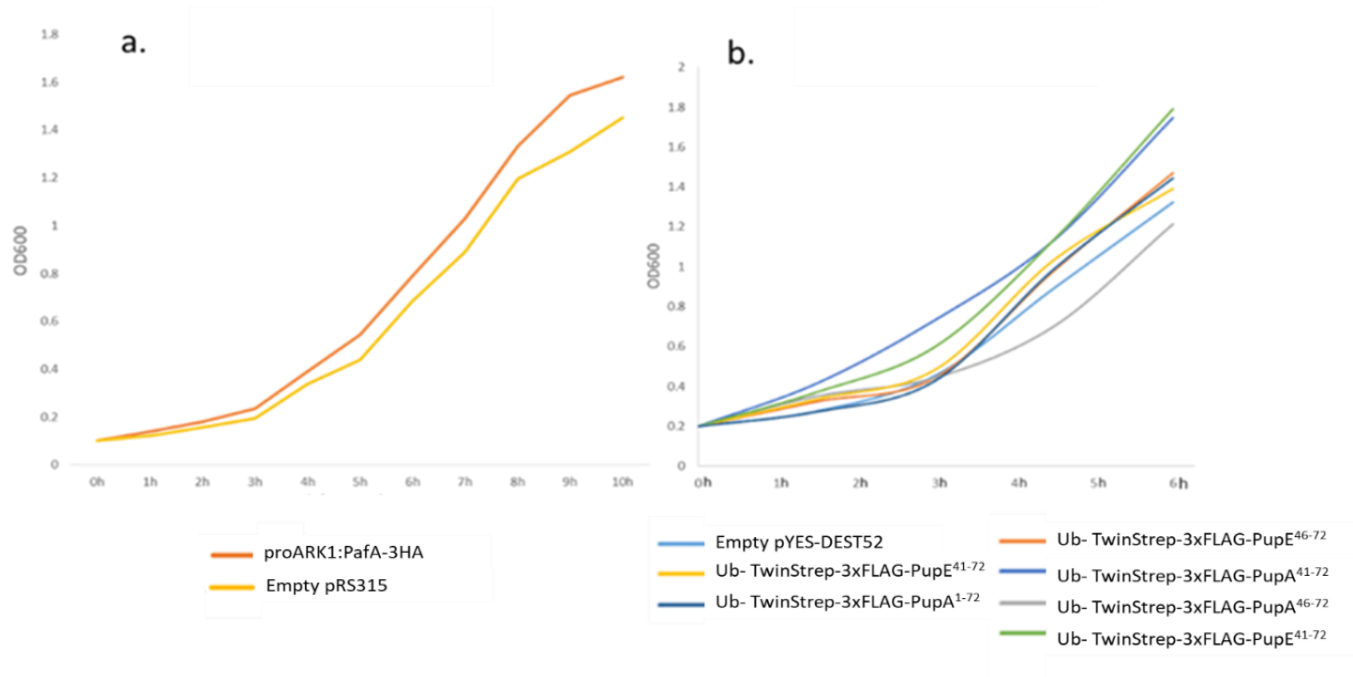 a.
1.8
1.6
1.4
1.2
1
0.8
0.6
0.4
0.2
0
OD600
0h 1h 2h 3h 4h 5h 6h 7h 8h 9h 10h
proARK1:PafA-3HA
Empty pRS315
b.
2
1.8
1.6
1.4
1.2
1
0.8
0.6
0.4
0.2
0
OD600
0h 1h 2h 3h 4h 5h 6h
Empty pYES-DEST52
Ub- TwinStrep-3xFLAG-PupE41-72
Ub- TwinStrep-3xFLAG-PupA1-72
Ub- TwinStrep-3xFLAG-PupE46-72
Ub- TwinStrep-3xFLAG-PupA41-72
Ub- TwinStrep-3xFLAG-PupA46-72
Ub- TwinStrep-3xFLAG-PupE41-72